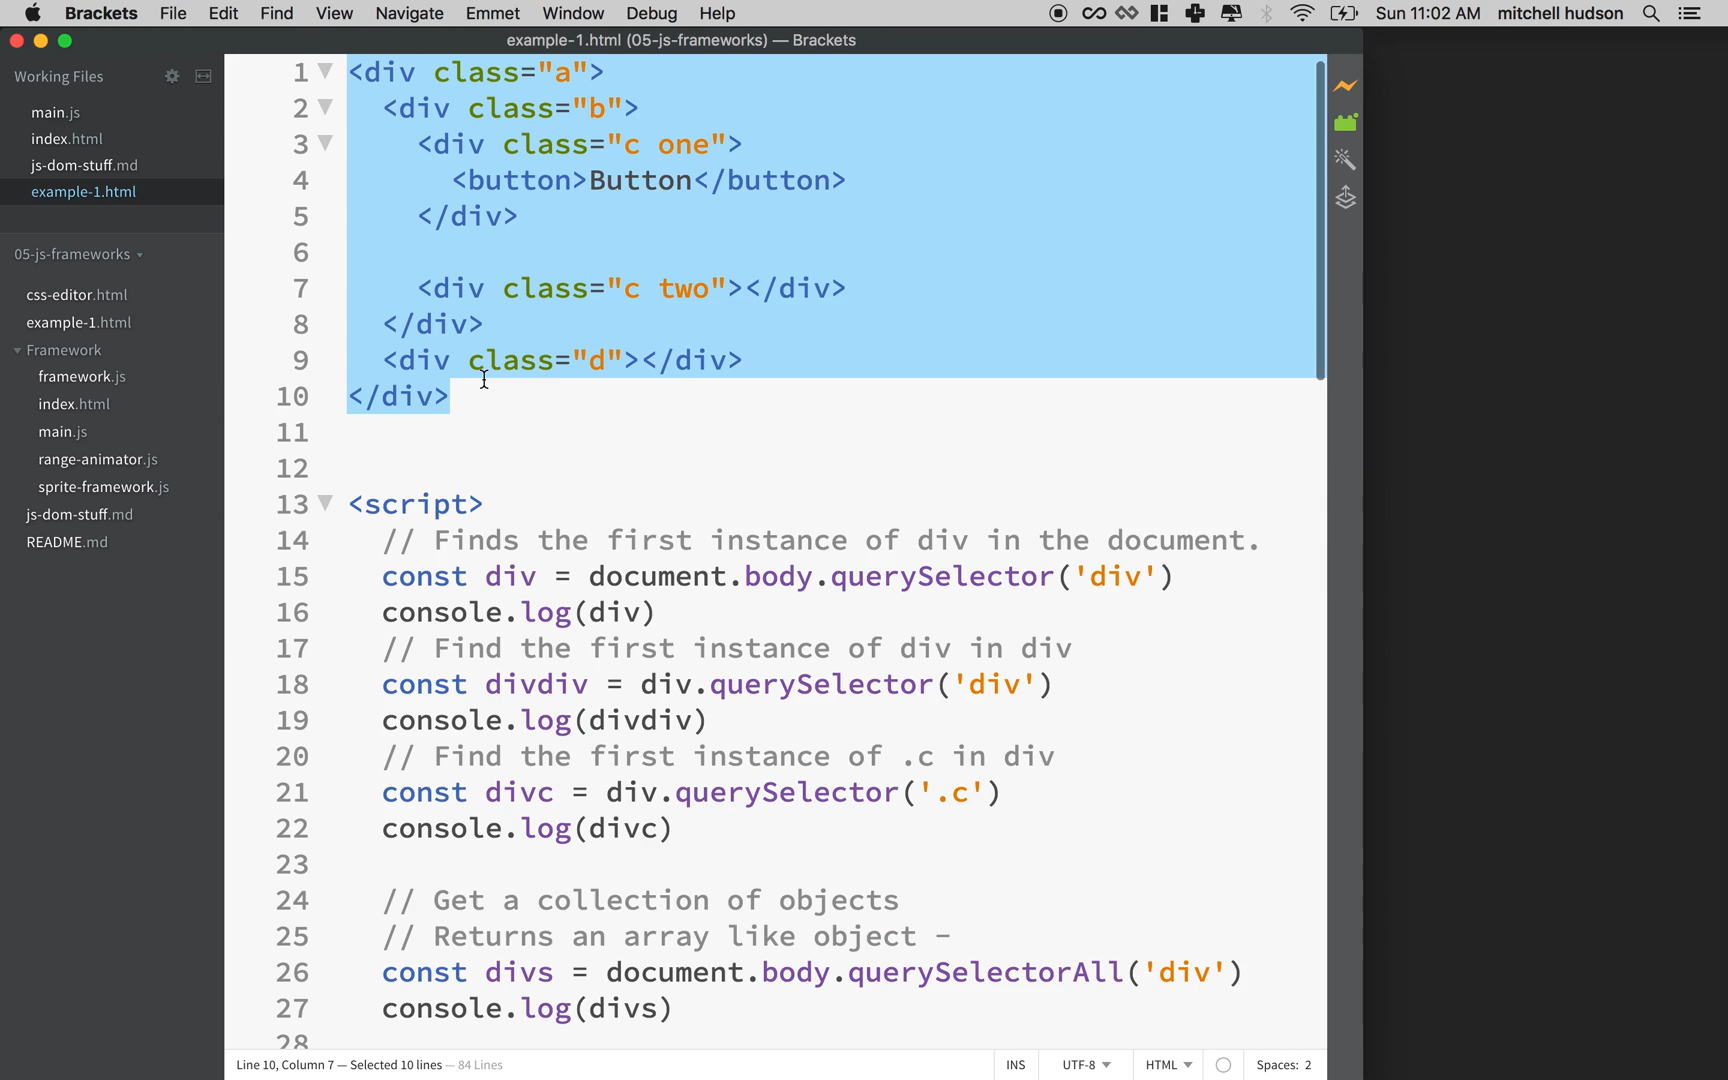 Brackets File Edit Find View Navigate Emmet Window Debug Help Sun 11:02 AM mitchell hudson
example-1.html (05-js-frameworks) — Brackets
Working Files
main.js
index.html
js-dom-stuff.md
example-1.html
05-js-frameworks
css-editor.html
example-1.html
Framework
framework.js
index.html
main.js
range-animator.js
sprite-framework.js
js-dom-stuff.md
README.md
1 <div class="a">
2 <div class="b">
3 <div class="c one">
4 <button>Button</button>
5 </div>
6
7 <div class="c two"></div>
8 </div>
9 <div class="d"></div>
10 </div>
11
12
13 <script>
14 // Finds the first instance of div in the document.
15 const div = document.body.querySelector('div')
16 console.log(div)
17 // Find the first instance of div in div
18 const divdiv = div.querySelector('div')
19 console.log(divdiv)
20 // Find the first instance of .c in div
21 const divc = div.querySelector('.c')
22 console.log(divc)
23
24 // Get a collection of objects
25 // Returns an array like object -
26 const divs = document.body.querySelectorAll('div')
27 console.log(divs)
28
Line 10, Column 7 — Selected 10 lines — 84 Lines INS UTF-8 HTML Spaces: 2